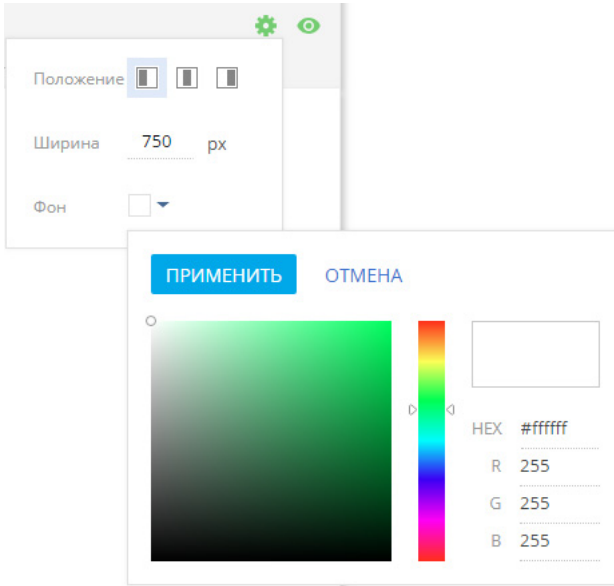 Положение
Ширина 750 px
Фон
ПРИМЕНИТЬ ОТМЕНА
HEX #ffffff
R 255
G 255
B 255